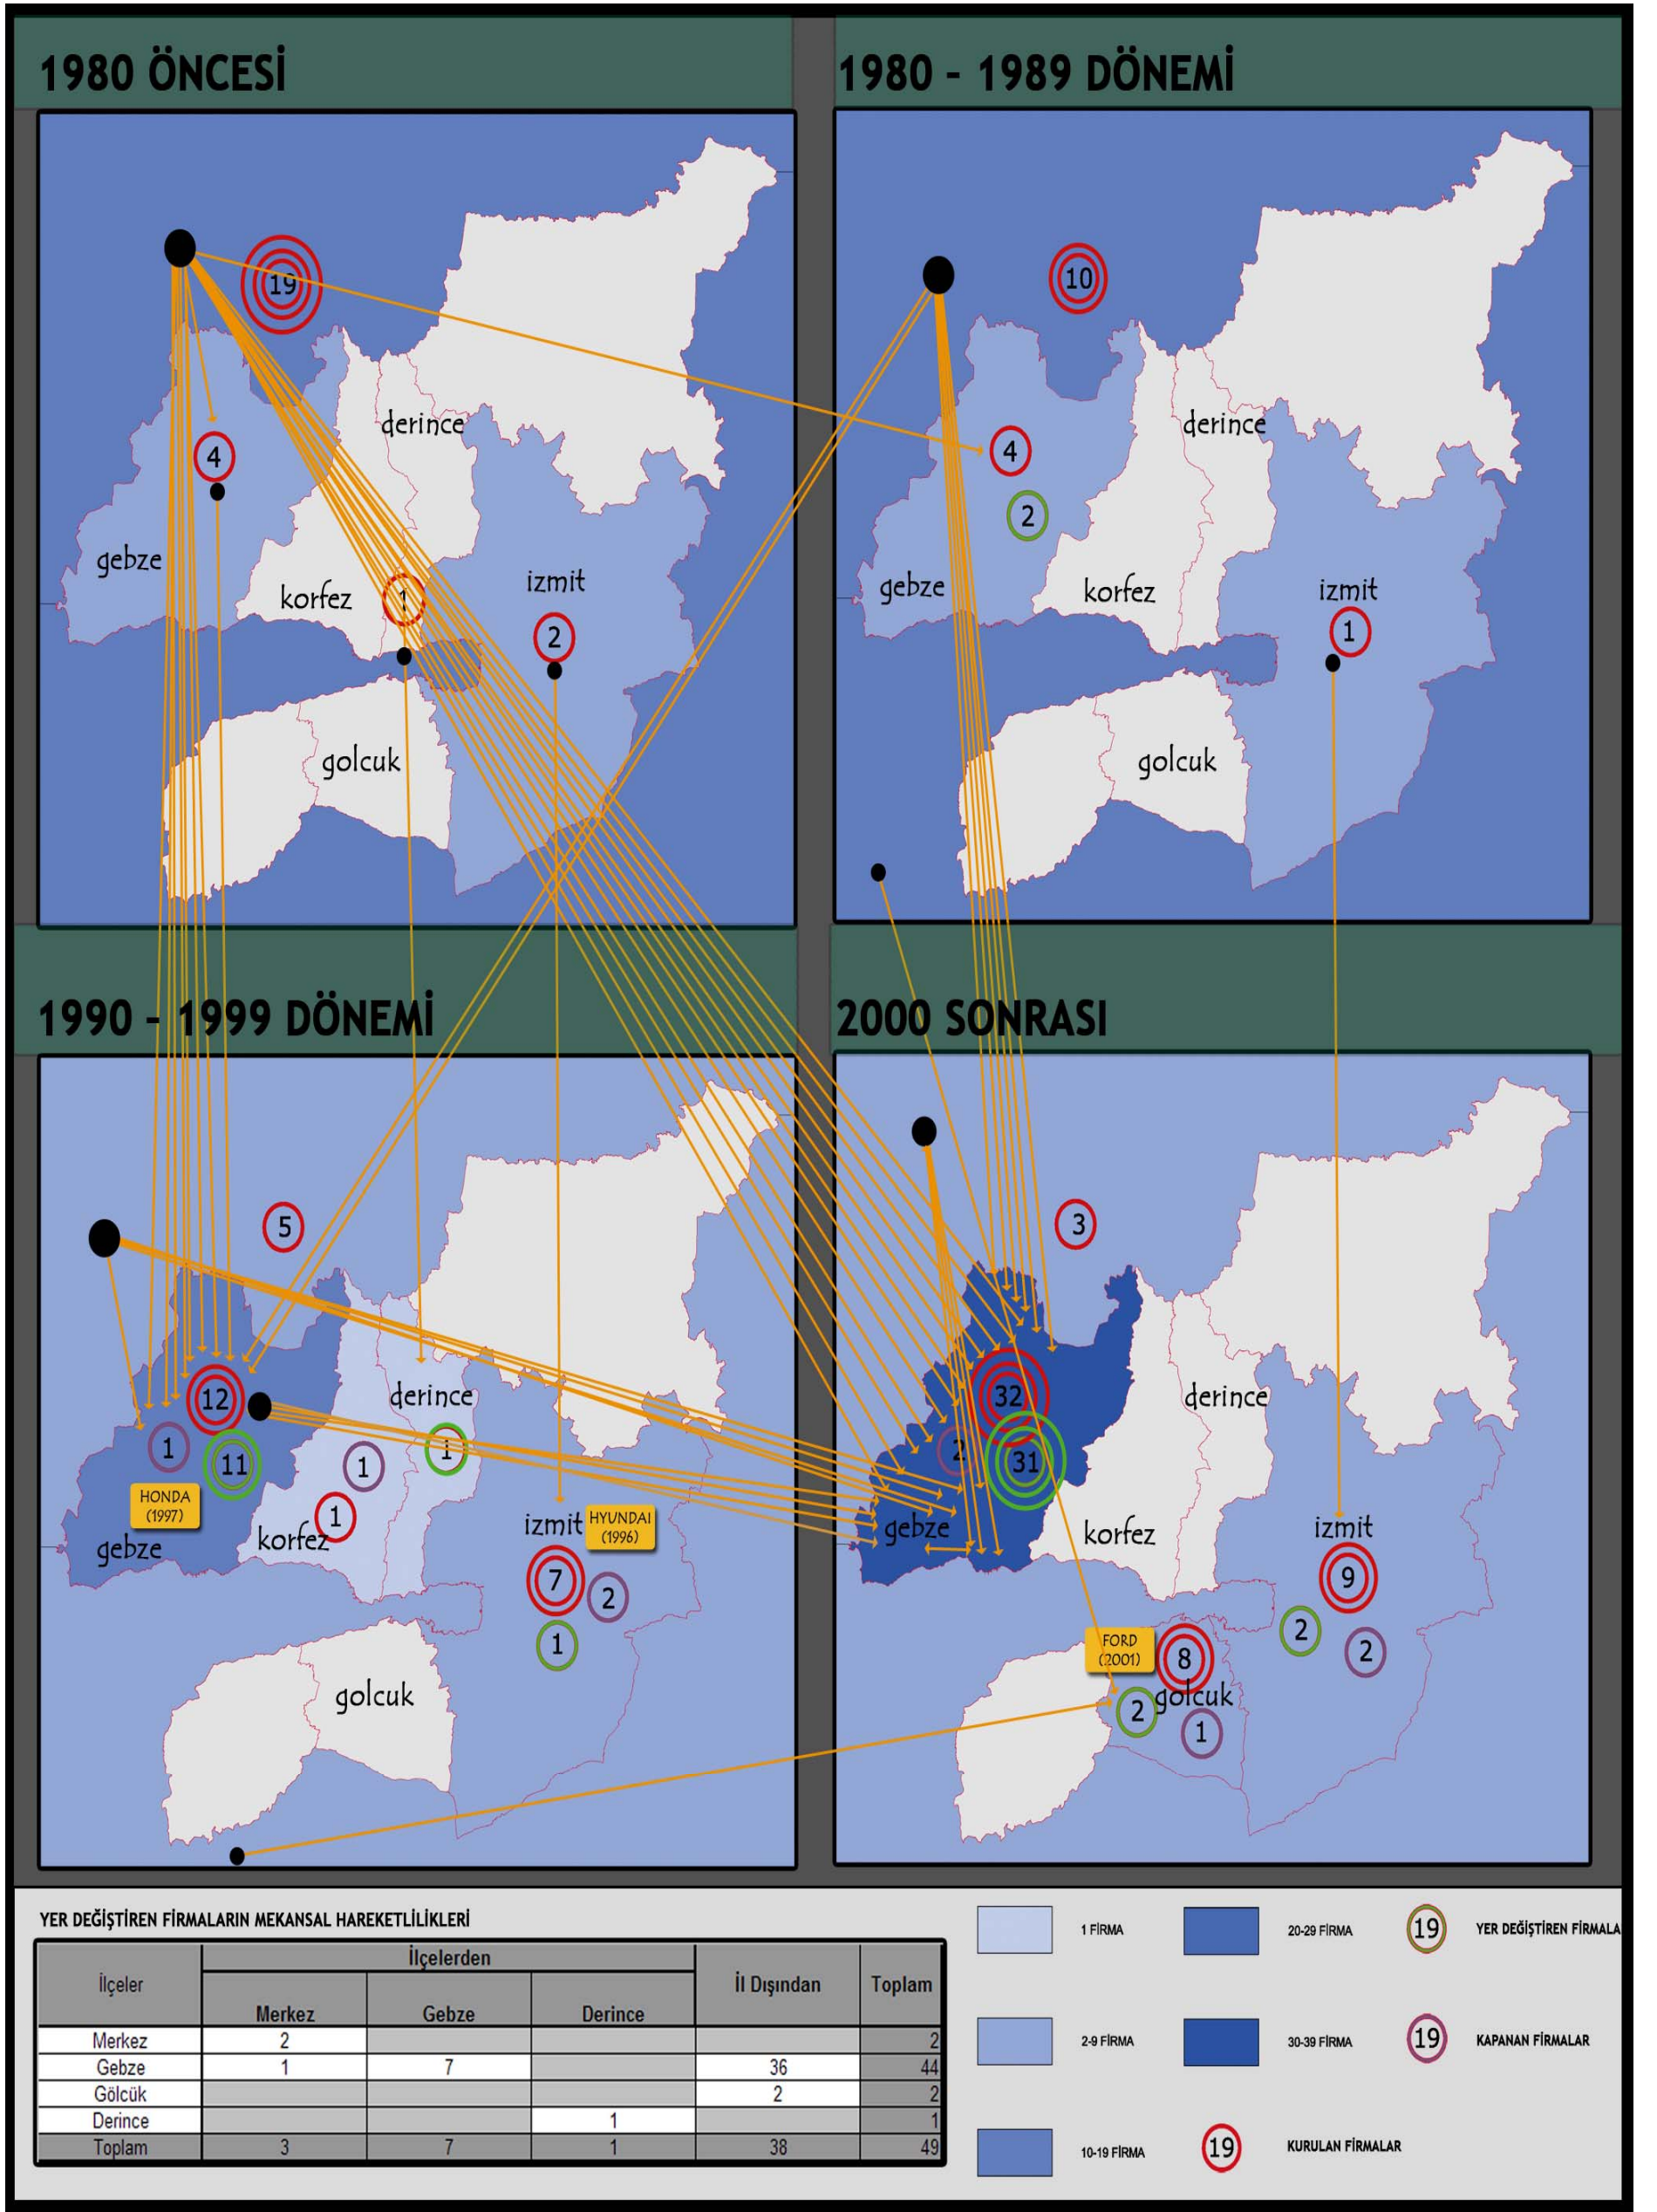 1980 ÖNCESİ
19
4
derince
gebze
korfez
1
izmit
2
golcuk
1980 - 1989 DÖNEMİ
10
4
derince
2
gebze
korfez
izmit
1
golcuk
1990 - 1999 DÖNEMİ
5
12
derince
1
11
1
1
HONDA
(1997)
1
gebze
korfez
izmit
HYUNDAI
(1996)
7
2
1
golcuk
2000 SONRASI
3
32
derince
2
31
gebze
korfez
izmit
9
FORD
(2001)
8
2
2
golcuk
2
1
YER DEĞİŞTİREN FİRMALARIN MEKANSAL HAREKETLİLİKLERİ
İlçeler İlçelerden İl Dışından Toplam
Merkez Gebze Derince
Merkez 2 2
Gebze 1 7 36 44
Gölcük 2 2
Derince 1 1
Toplam 3 7 1 38 49
1 FİRMA
20-29 FİRMA
19 YER DEĞİŞTİREN FİRMALA
2-9 FİRMA
30-39 FİRMA
19 KAPANAN FİRMALAR
10-19 FİRMA
19 KURULAN FİRMALAR